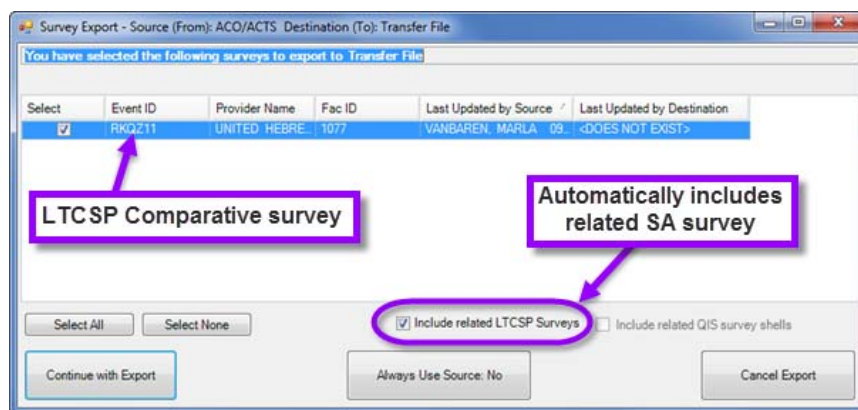 Survey Export - Source (From): ACO/ACTS Destination (To): Transfer File
You have selected the following surveys to export to Transfer File
Select Event ID Provider Name Fac ID Last Updated by Source Last Updated by Destination
RKQZ11 UNITED HEBRE... 1077 VANBAREN, MARLA 09... <DOES NOT EXIST>
LTCSP Comparative survey
Automatically includes
related SA survey
Select All Select None Include related LTCSP Surveys Include related QIS survey shells
Continue with Export Always Use Source: No Cancel Export